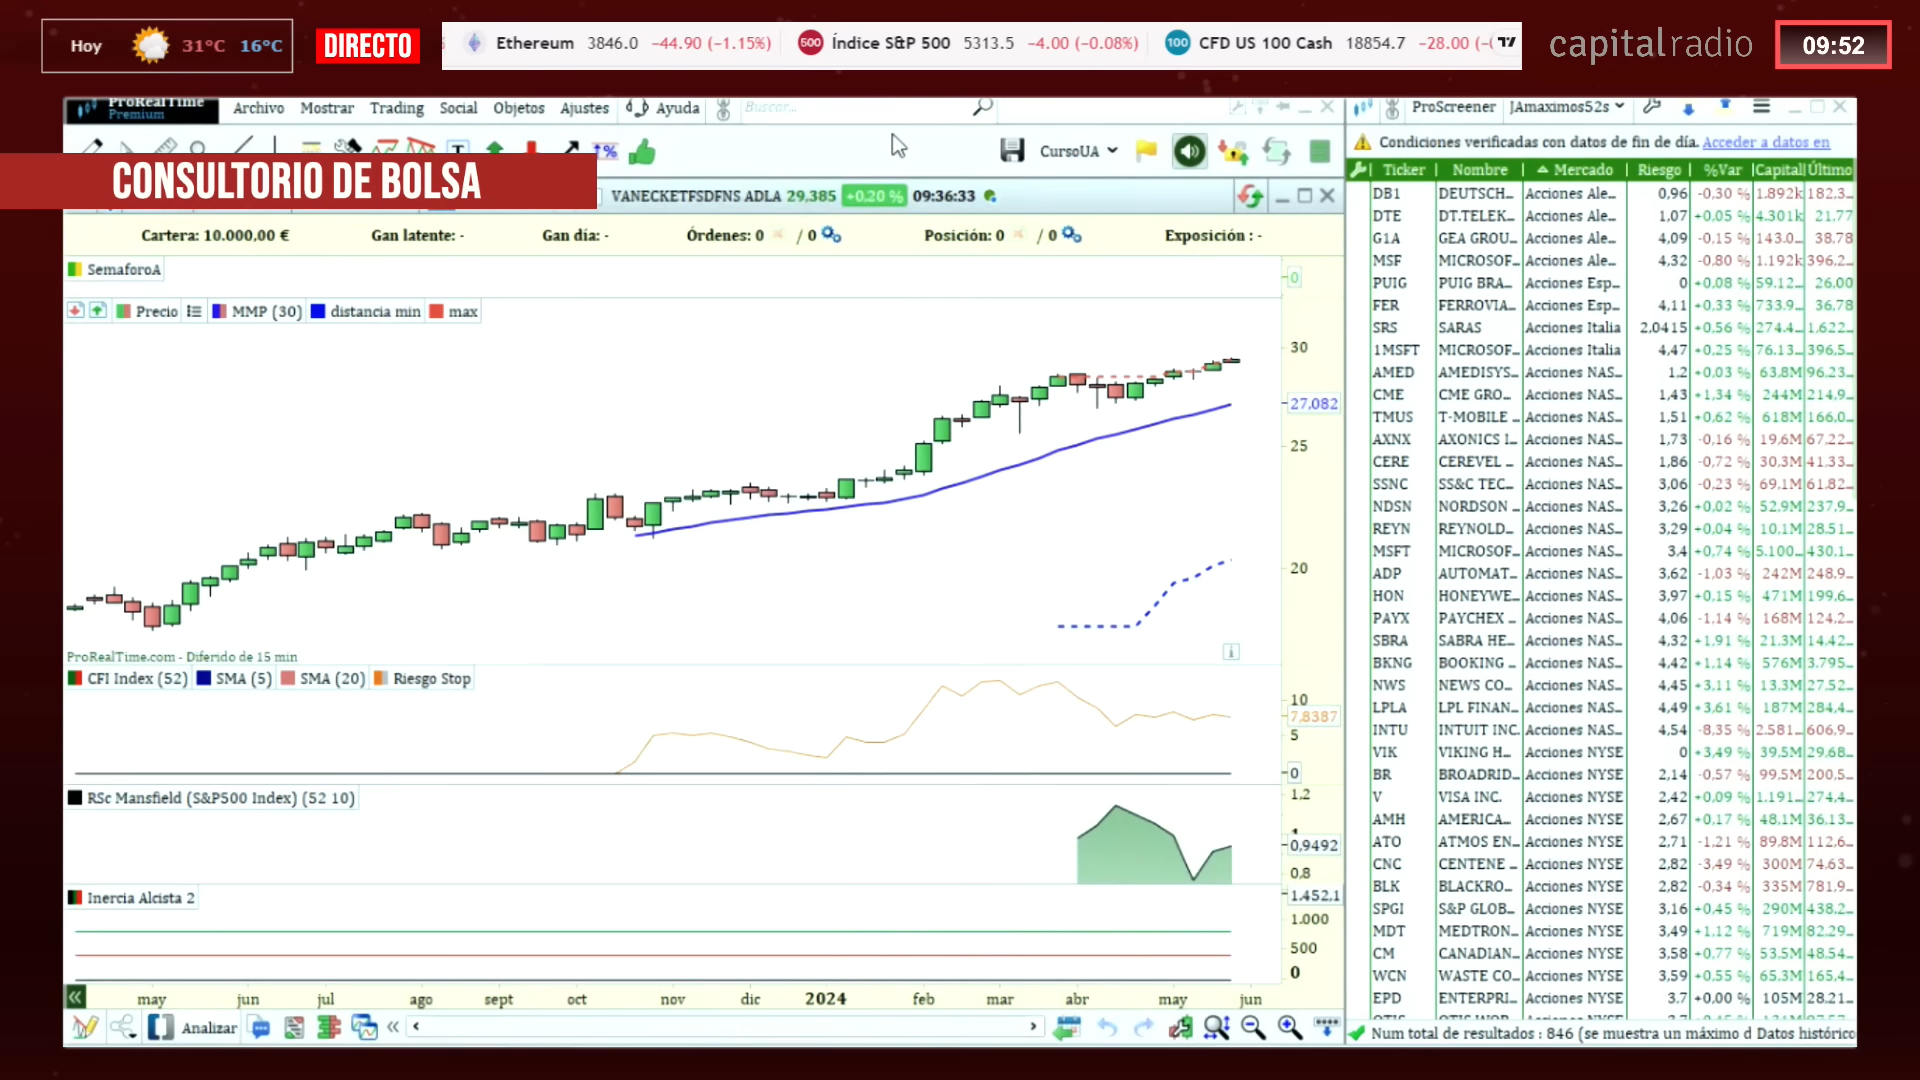 Hoy 31°C 16°C DIRECTO Ethereum 3846.0 −44.90 (−1.15%) 500 Índice S&P 500 5313.5 −4.00 (−0.08%) 100 CFD US 100 Cash 18854.7 −28.00 capitalradio 09:52
ProRealTime Premium Archivo Mostrar Trading Social Objetos Ajustes Ayuda Buscar... ProScreener JAmaximos52s
CursoUA
Condiciones verificadas con datos de fin de día. Acceder a datos en
CONSULTORIO DE BOLSA
VANECKETFSDFNS ADLA 29,385 +0.20 % 09:36:33
Cartera: 10.000,00 € Gan latente: - Gan día: - Órdenes: 0 / 0 Posición: 0 / 0 Exposición : -
SemaforoA
0
Precio MMP (30) distancia min max
30
27,082
25
20
ProRealTime.com - Diferido de 15 min
CFI Index (52) SMA (5) SMA (20) Riesgo Stop
10
7,8387
5
0
RSc Mansfield (S&P500 Index) (52 10)
1.2
1
0,9492
0.8
Inercia Alcista 2
1.452,1
1.000
500
0
may jun jul ago sept oct nov dic 2024 feb mar abr may jun
Analizar
Ticker Nombre Mercado Riesgo %Var Capital Último
DB1 DEUTSCH... Acciones Ale... 0,96 -0,30 % 1.892k 182,3...
DTE DT.TELEK... Acciones Ale... 1,07 +0,05 % 4.301k 21.77
G1A GEA GROU... Acciones Ale... 4,09 -0,15 % 143.0... 38.78
MSF MICROSOF... Acciones Ale... 4,32 -0,80 % 1.192k 396,2...
PUIG PUIG BRA... Acciones Esp... 0 +0,08 % 59.12... 26.00
FER FERROVIA... Acciones Esp... 4,11 +0,33 % 733.9... 36,78
SRS SARAS Acciones Italia 2,0415 +0,56 % 274.4... 1,622...
1MSFT MICROSOF... Acciones Italia 4,47 +0,25 % 76.13... 396,5...
AMED AMEDISYS... Acciones NAS... 1.2 +0,03 % 63,8M 96,23...
CME CME GRO... Acciones NAS... 1,43 +1,34 % 244M 214,9...
TMUS T-MOBILE ... Acciones NAS... 1,51 +0,62 % 618M 166,0...
AXNX AXONICS I... Acciones NAS... 1,73 -0,16 % 19,6M 67,22...
CERE CEREVEL ... Acciones NAS... 1,86 -0,72 % 30,3M 41.33...
SSNC SS&C TEC... Acciones NAS... 3,06 -0,23 % 69,1M 61.82...
NDSN NORDSON ... Acciones NAS... 3,26 +0,02 % 52,9M 237,9...
REYN REYNOLD... Acciones NAS... 3,29 +0,04 % 10,1M 28.51...
MSFT MICROSOF... Acciones NAS... 3.4 +0,74 % 5.100... 430,1...
ADP AUTOMAT... Acciones NAS... 3,62 -1,03 % 242M 248,9...
HON HONEYWE... Acciones NAS... 3,97 +0,15 % 471M 199,6...
PAYX PAYCHEX ... Acciones NAS... 4,06 -1,14 % 168M 124,2...
SBRA SABRA HE... Acciones NAS... 4,32 +1,91 % 21.3M 14.42...
BKNG BOOKING ... Acciones NAS... 4,42 +1,14 % 576M 3.795...
NWS NEWS CO... Acciones NAS... 4,45 +3,11 % 13.3M 27.52...
LPLA LPL FINAN... Acciones NAS... 4,49 +3,61 % 187M 284,4...
INTU INTUIT INC. Acciones NAS... 4,54 -8,35 % 2.581... 606,9...
VIK VIKING H... Acciones NYSE 0 +3,49 % 39,5M 29.68...
BR BROADRID... Acciones NYSE 2,14 -0,57 % 99,5M 200,5...
V VISA INC. Acciones NYSE 2,42 +0,09 % 1.191... 274,4...
AMH AMERICA... Acciones NYSE 2,67 +0,17 % 48,1M 36,13...
ATO ATMOS EN... Acciones NYSE 2,71 -1,21 % 89,8M 112,6...
CNC CENTENE ... Acciones NYSE 2,82 -3,49 % 300M 74.63...
BLK BLACKRO... Acciones NYSE 2,82 -0,34 % 335M 781,9...
SPGI S&P GLOB... Acciones NYSE 3,16 +0,45 % 290M 438,2...
MDT MEDTRON... Acciones NYSE 3,49 +1,12 % 719M 82.29...
CM CANADIAN... Acciones NYSE 3,58 +0,77 % 53,5M 48.54...
WCN WASTE CO... Acciones NYSE 3,59 +0,55 % 65.3M 165,4...
EPD ENTERPRI... Acciones NYSE 3.7 +0,00 % 105M 28.21...
Num total de resultados : 846 (se muestra un máximo d Datos histórico